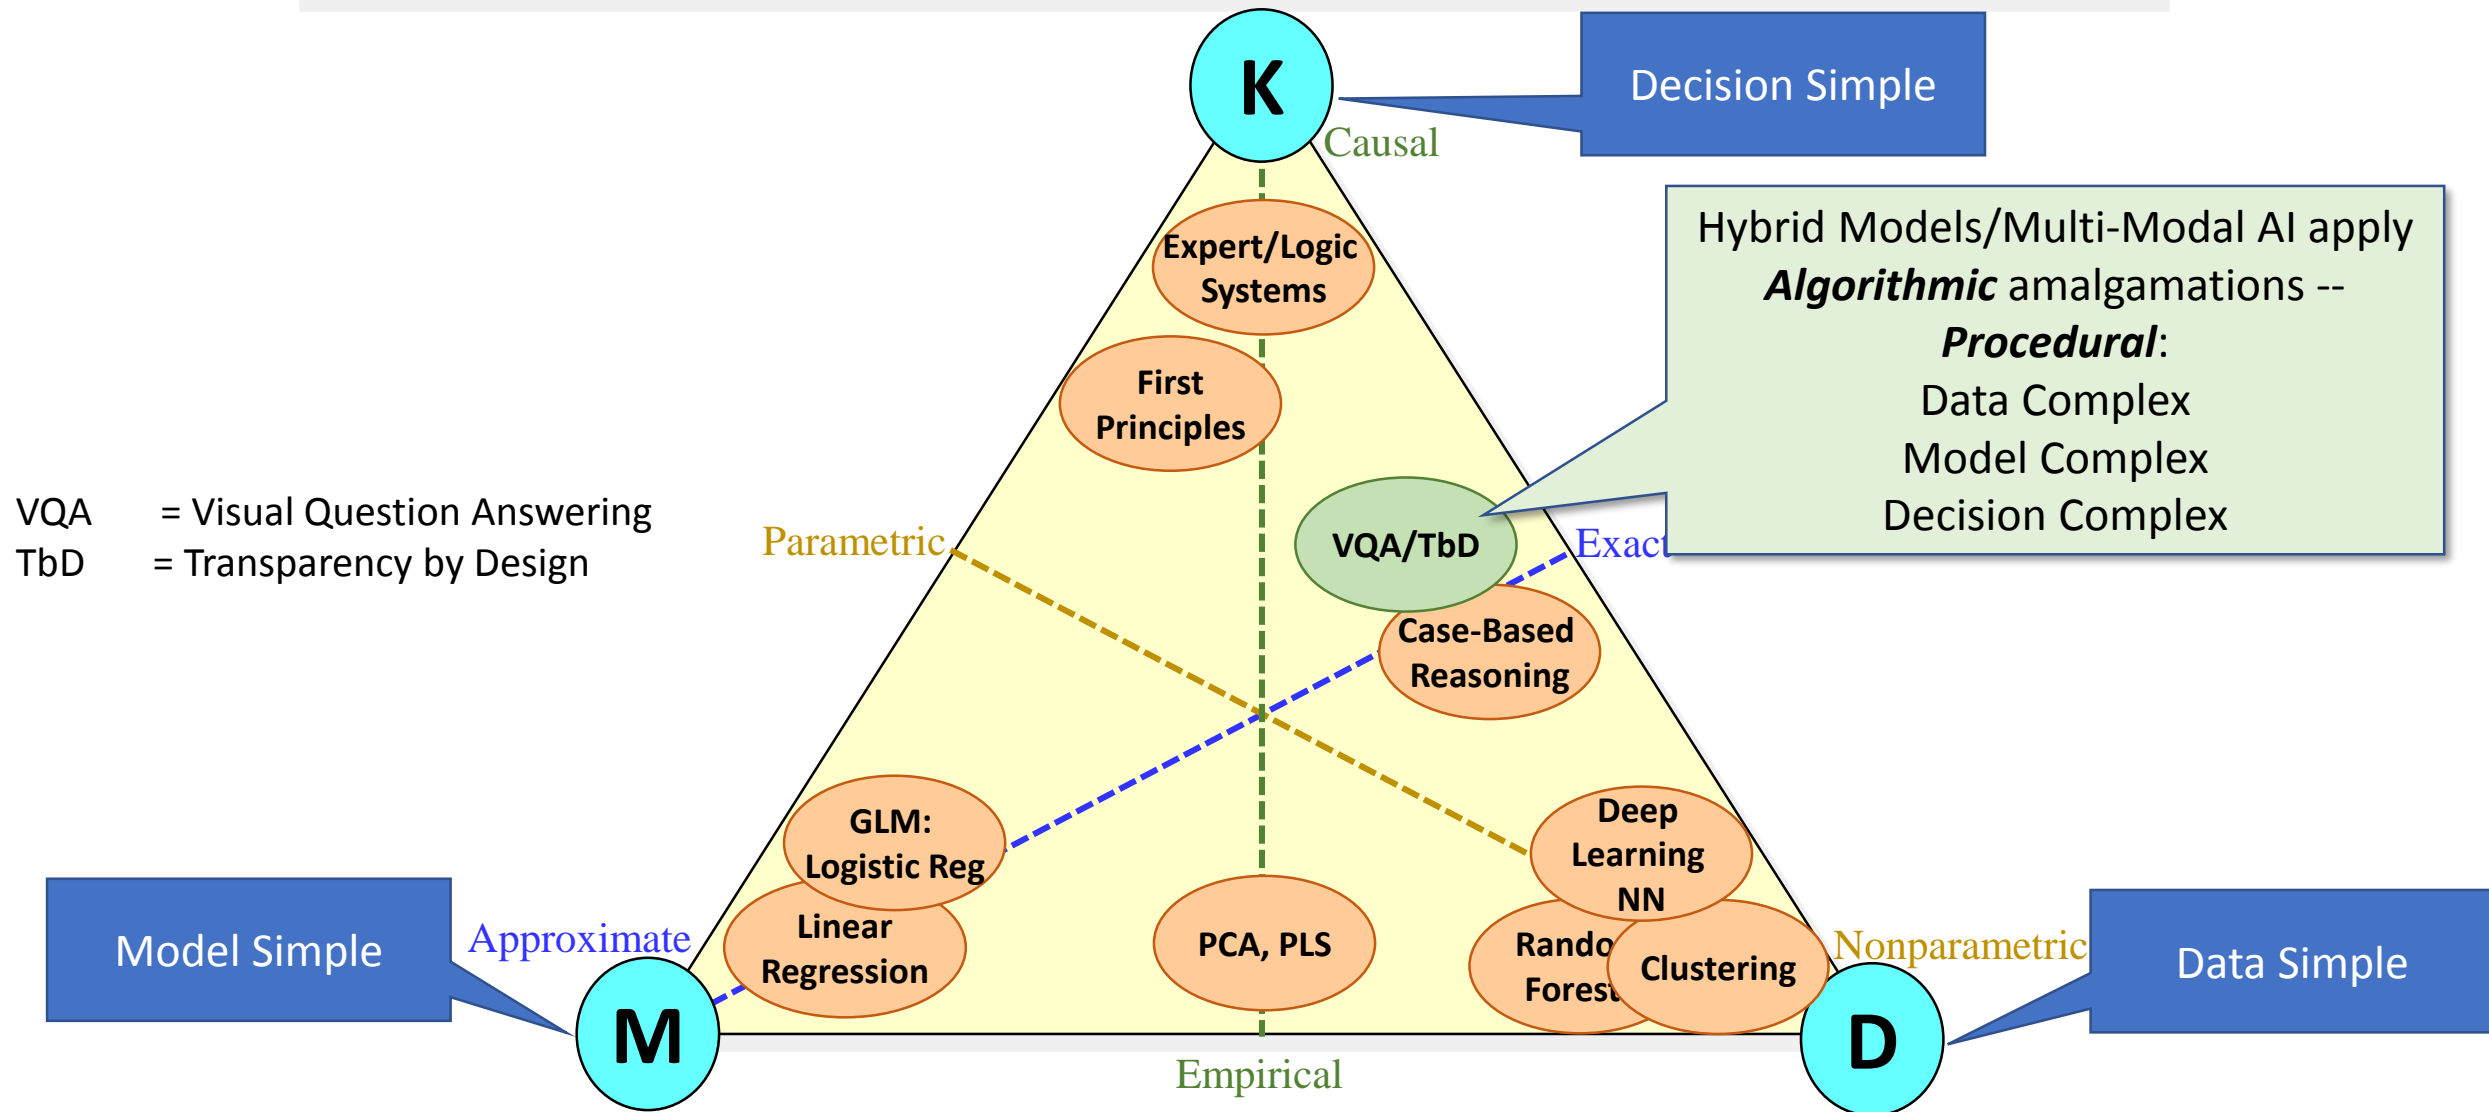 K
Decision Simple
Causal
Hybrid Models/Multi-Modal AI apply
Algorithmic amalgamations --
Procedural:
Data Complex
Model Complex
Decision Complex
Expert/Logic
Systems
First
Principles
VQA = Visual Question Answering
TbD = Transparency by Design
Parametric
VQA/TbD
Exact
Case-Based
Reasoning
GLM:
Logistic Reg
Deep
Learning
NN
Model Simple
Approximate
Linear
Regression
PCA, PLS
Rando
Forest
Clustering
Nonparametric
Data Simple
M
D
Empirical